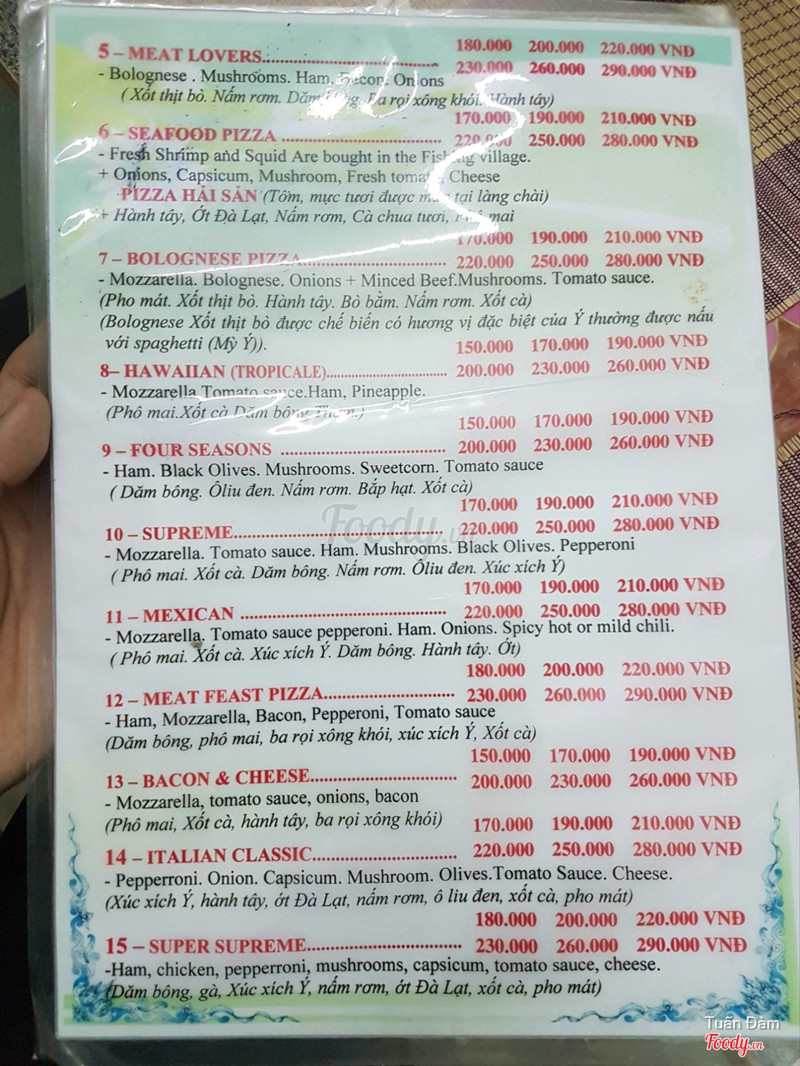 180.000 200.000 220.000 VNĐ
5 – MEAT LOVERS.......................................... 230.000 260.000 290.000 VNĐ
- Bolognese . Mushrooms. Ham. Bacon. Onions
( Xốt thịt bò. Nấm rơm. Dăm bông. Ba rọi xông khói. Hành tây)
170.000 190.000 210.000 VNĐ
6 – SEAFOOD PIZZA ................................... 220.000 250.000 280.000 VNĐ
- Fresh Shrimp and Squid Are bought in the Fishing village.
+ Onions, Capsicum, Mushroom, Fresh tomato, Cheese
PIZZA HẢI SẢN (Tôm, mực tươi được mua tại làng chài)
+ Hành tây, Ớt Đà Lạt, Nấm rơm, Cà chua tươi, Phô mai
170.000 190.000 210.000 VNĐ
7 – BOLOGNESE PIZZA............................... 220.000 250.000 280.000 VNĐ
- Mozzarella. Bolognese. Onions + Minced Beef.Mushrooms. Tomato sauce.
(Pho mát. Xốt thịt bò. Hành tây. Bò bằm. Nấm rơm. Xốt cà)
(Bolognese Xốt thịt bò được chế biến có hương vị đặc biệt của Ý thường được nấu
với spaghetti (Mỳ Ý)).
150.000 170.000 190.000 VNĐ
8– HAWAIIAN (TROPICALE)........................... 200.000 230.000 260.000 VNĐ
- Mozzarella Tomato sauce.Ham, Pineapple.
(Phó mai.Xốt cà Dăm bông.Thơm.)
150.000 170.000 190.000 VNĐ
9 – FOUR SEASONS ..................................... 200.000 230.000 260.000 VNĐ
- Ham. Black Olives. Mushrooms. Sweetcorn. Tomato sauce
( Dăm bông. Ôliu đen. Nấm rơm. Bắp hạt. Xốt cà)
170.000 190.000 210.000 VNĐ
10 – SUPREME............................................. 220.000 250.000 280.000 VNĐ
- Mozzarella. Tomato sauce. Ham. Mushrooms. Black Olives. Pepperoni
( Phô mai. Xốt cà. Dăm bông. Nấm rơm. Ôliu đen. Xúc xích Ý)
170.000 190.000 210.000 VNĐ
11 – MEXICAN ............................................. 220.000 250.000 280.000 VNĐ
- Mozzarella. Tomato sauce pepperoni. Ham. Onions. Spicy hot or mild chili.
( Phô mai. Xốt cà. Xúc xích Ý. Dăm bông. Hành tây. Ớt)
180.000 200.000 220.000 VNĐ
12 – MEAT FEAST PIZZA............................. 230.000 260.000 290.000 VNĐ
- Ham, Mozzarella, Bacon, Pepperoni, Tomato sauce
(Dăm bông, phô mai, ba rọi xông khói, xúc xích Ý, Xốt cà)
150.000 170.000 190.000 VNĐ
13 – BACON & CHEESE................................ 200.000 230.000 260.000 VNĐ
- Mozzarella, tomato sauce, onions, bacon
(Phô mai, Xốt cà, hành tây, ba rọi xông khói)
170.000 190.000 210.000 VNĐ
14 – ITALIAN CLASSIC................................ 220.000 250.000 280.000 VNĐ
- Pepperroni. Onion. Capsicum. Mushroom. Olives.Tomato Sauce. Cheese.
(Xúc xích Ý, hành tây, ớt Đà Lạt, nấm rơm, ô liu đen, xốt cà, pho mát)
180.000 200.000 220.000 VNĐ
15 – SUPER SUPREME.................................. 230.000 260.000 290.000 VNĐ
-Ham, chicken, pepperroni, mushrooms, capsicum, tomato sauce, cheese.
(Dăm bông, gà, Xúc xích Ý, nấm rơm, ớt Đà Lạt, xốt cà, pho mát)
Foody.vn
Tuấn Đàm
Foody.vn